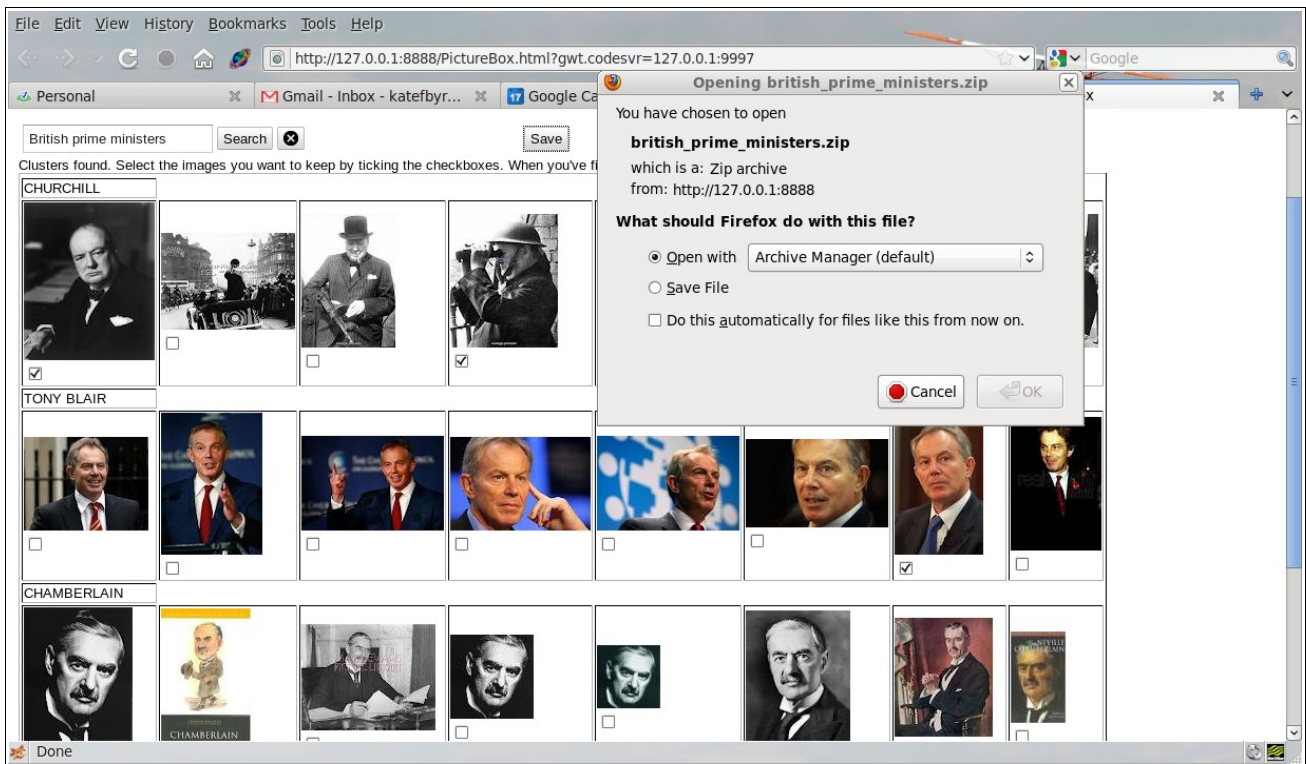 File Edit View History Bookmarks Tools Help
http://127.0.0.1:8888/PictureBox.html?gwt.codesvr=127.0.0.1:9997
Google
Personal
Gmail - Inbox - katefbyr...
17 Google Ca
x
Opening british_prime_ministers.zip
You have chosen to open
british_prime_ministers.zip
which is a: Zip archive
from: http://127.0.0.1:8888
What should Firefox do with this file?
Open with Archive Manager (default)
Save File
Do this automatically for files like this from now on.
Cancel OK
British prime ministers Search Save
Clusters found. Select the images you want to keep by ticking the checkboxes. When you've fi
CHURCHILL
TONY BLAIR
CHAMBERLAIN
CHAMBERLAIN
NEVILLE
CHAMBERLAIN
Done